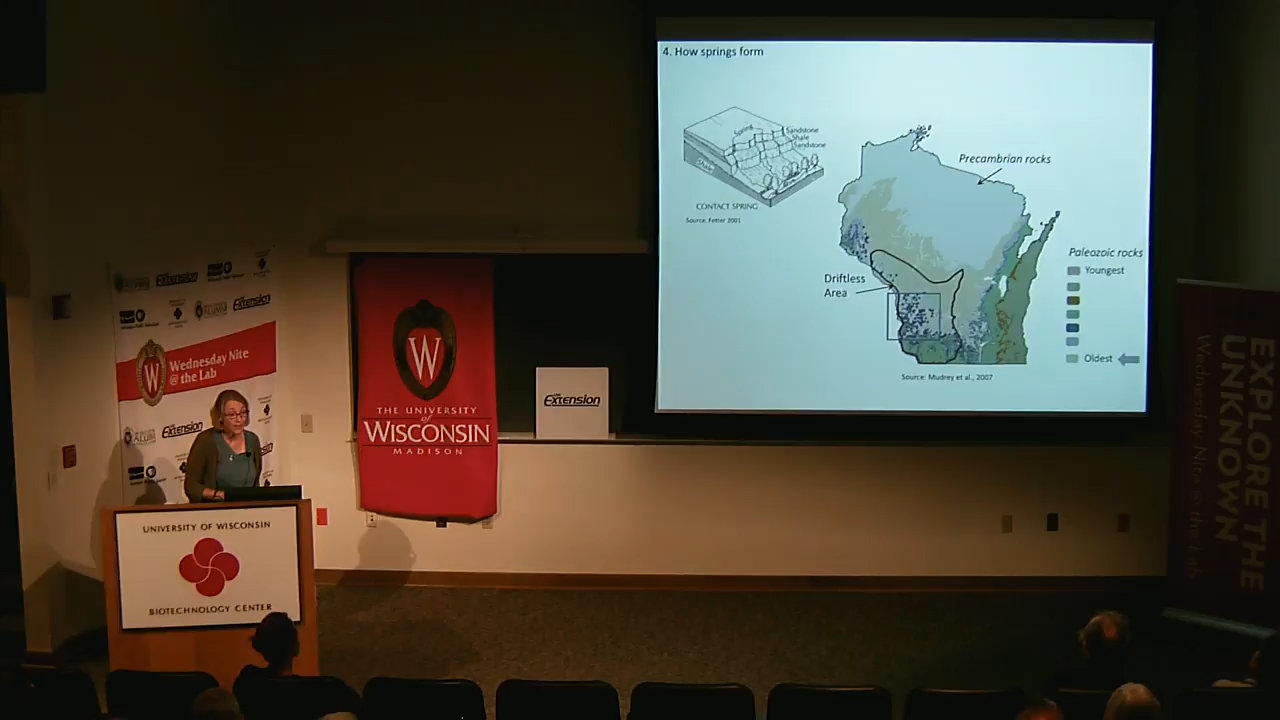 4. How springs form
Spring
Sandstone
Shale
Sandstone
Shale
CONTACT SPRING
Source: Fetter 2001
Precambrian rocks
Driftless
Area
Paleozoic rocks
Youngest
Oldest
Source: Mudrey et al., 2007
Extension
Extension
Wednesday Nite
@ the Lab
W
Extension
W
THE UNIVERSITY
of
WISCONSIN
MADISON
Extension
UNIVERSITY OF WISCONSIN
BIOTECHNOLOGY CENTER
EXPLORE THE
UNKNOWN
Wednesday Nite @ the Lab